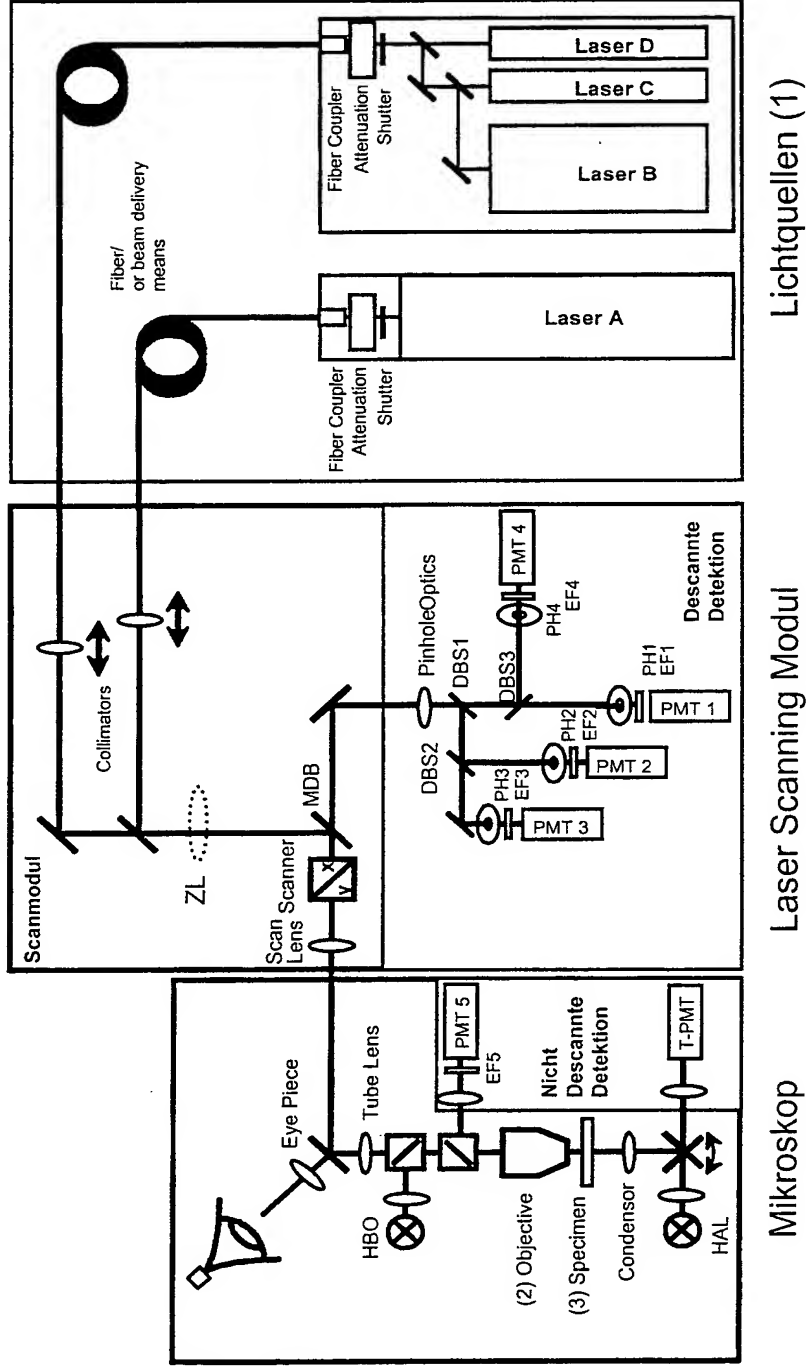 Mikroskop
Laser Scanning Modul
Lichtquellen (1)
Eye Piece
Tube Lens
HBO
PMT 5
EF5
Nicht
Descannte
Detektion
(2) Objective
(3) Specimen
Condensor
HAL
T-PMT
Scanmodul
Collimators
ZL
MDB
Scan
Lens
Scanner
x
y
PinholeOptics
DBS1
DBS2
DBS3
PMT 4
PH4
EF4
PH3
EF3
PH2
EF2
PH1
EF1
PMT 3
PMT 2
PMT 1
Descannte
Detektion
Fiber/
or beam delivery
means
Fiber Coupler
Attenuation
Shutter
Laser A
Fiber Coupler
Attenuation
Shutter
Laser D
Laser C
Laser B